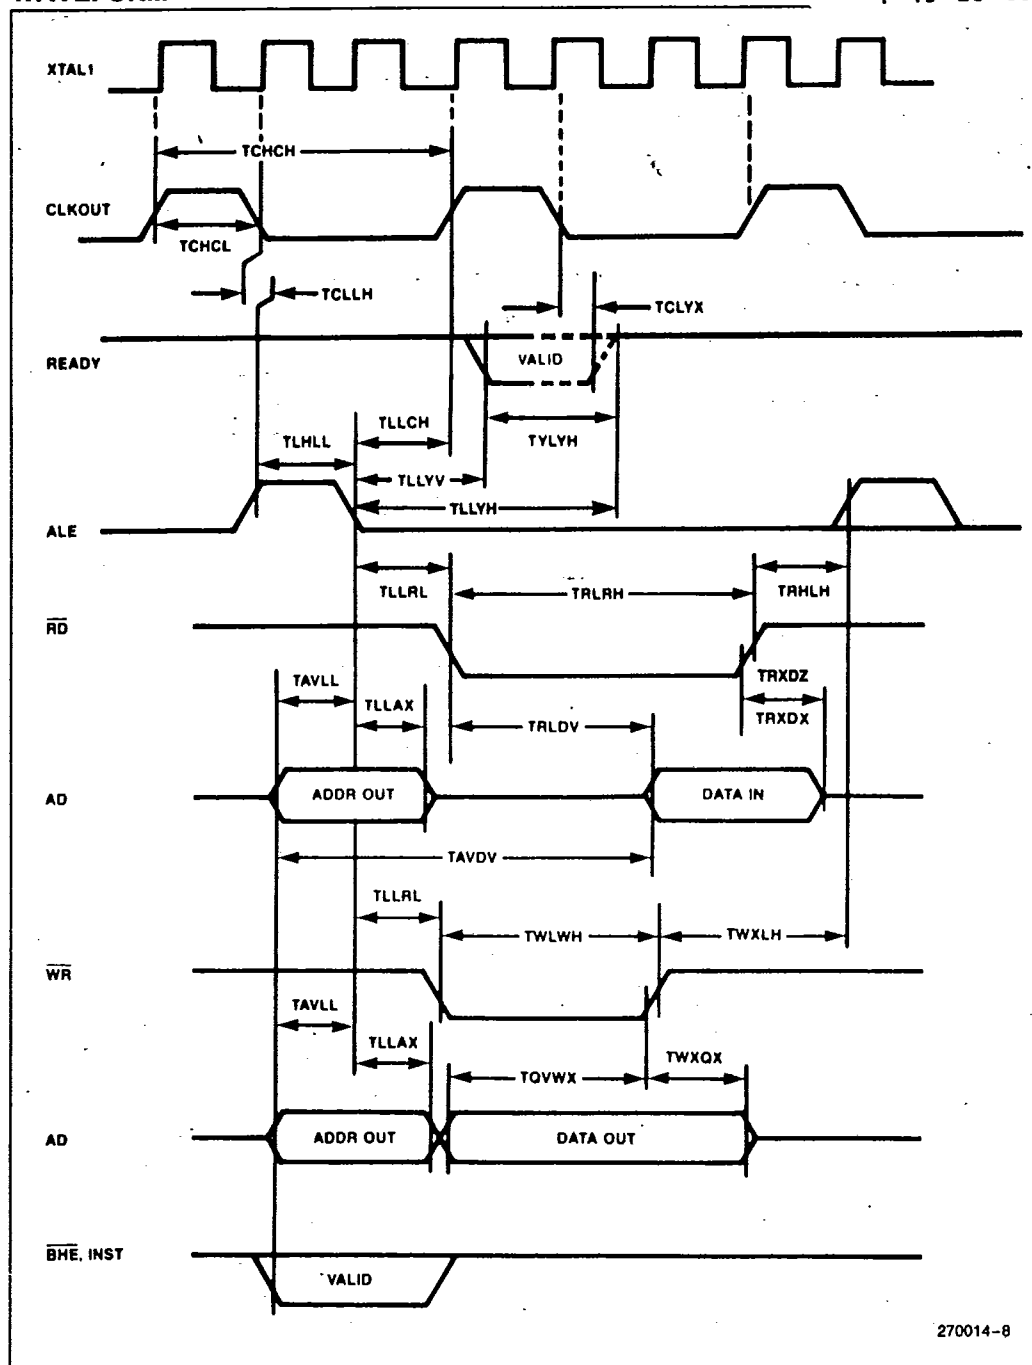 XTAL1
TCHCH
CLKOUT
TCHCL
TCLLH
TCLYX
READY
VALID
TLLCH
TLHLL
TYLYH
TLLYV
TLLYH
ALE
TLLRL
TRLRH
TRHLH
RD
TAVLL
TRXDZ
TLLAX
TRLDV
TRXDX
AD
ADDR OUT
DATA IN
TAVDV
TLLRL
TWLWH
TWXLH
WR
TAVLL
TLLAX
TWXQX
TQVWX
AD
ADDR OUT
DATA OUT
BHE, INST
VALID
270014-8